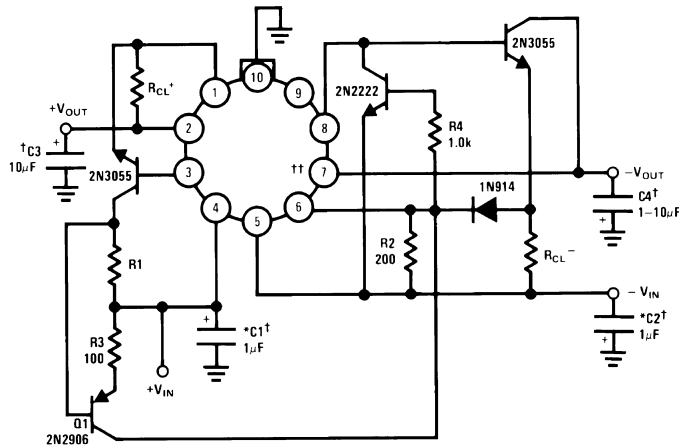 10
2N3055
1
9
2N2222
RCL+
+VOUT
2
8
R4
1.0k
†C3
10μF
+
2N3055
3
††
7
−VOUT
1N914
+
C4†
1–10μF
4
6
5
R2
200
R1
RCL−
− VIN
+
*C1†
1μF
*C2†
1μF
+
R3
100
+VIN
Q1
2N2906